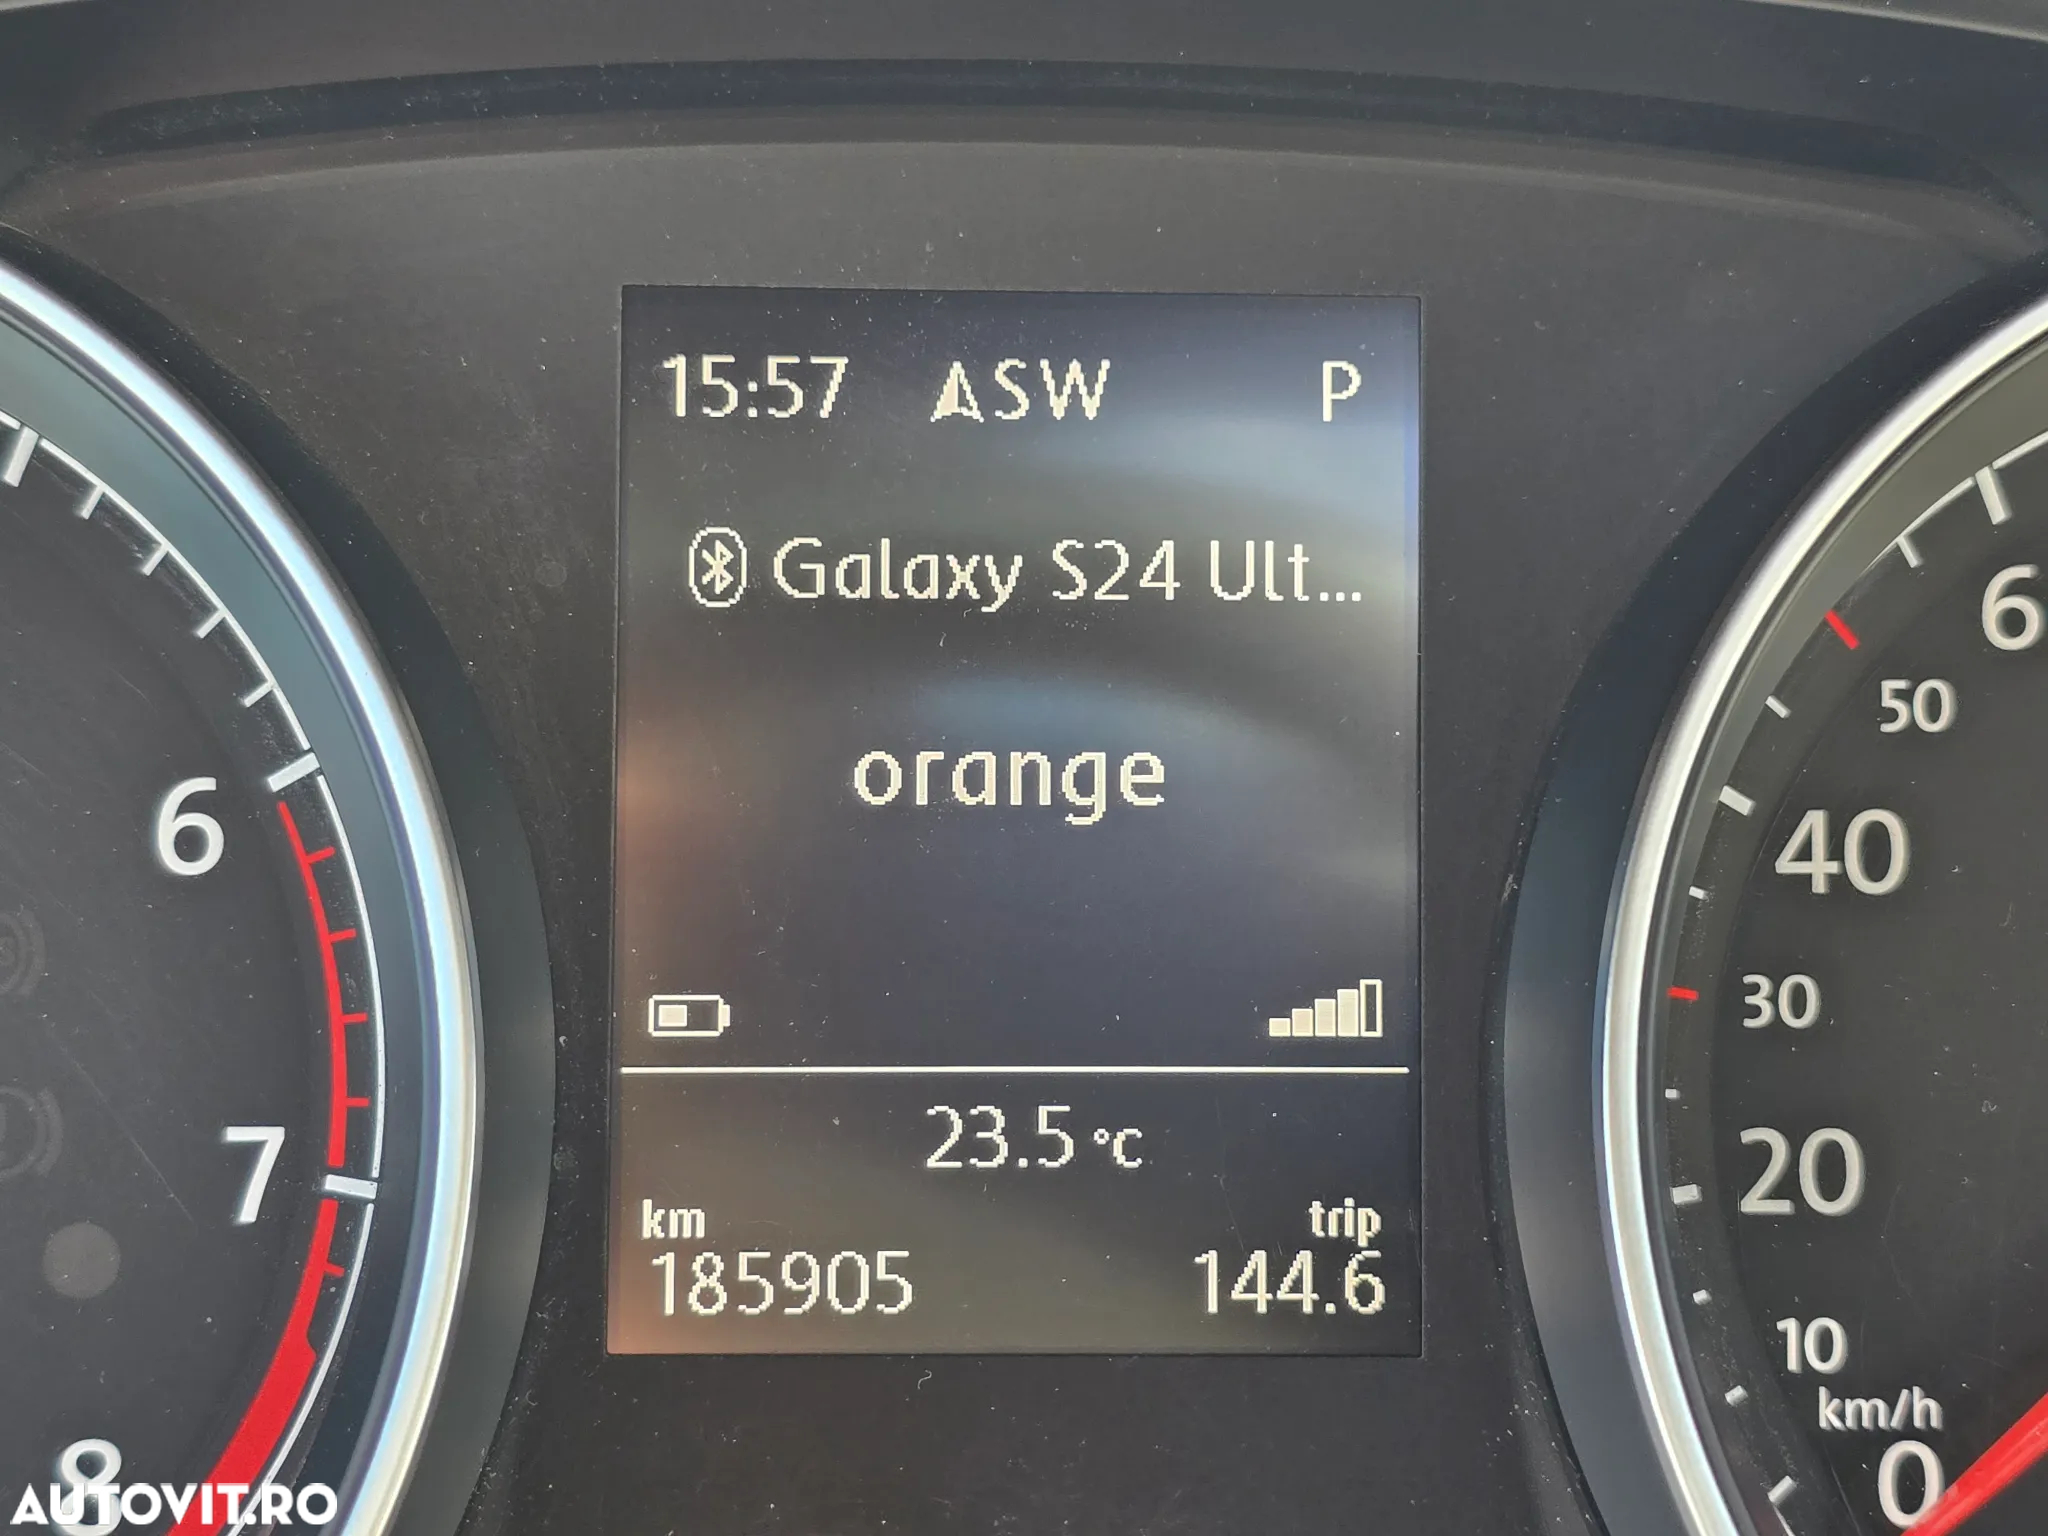 15:57 ASW P
Galaxy S24 Ult...
orange
23.5 °C
km trip
185905 144.6
6
7
8
6
50
40
30
20
10
km/h
0
AUTOVIT.RO